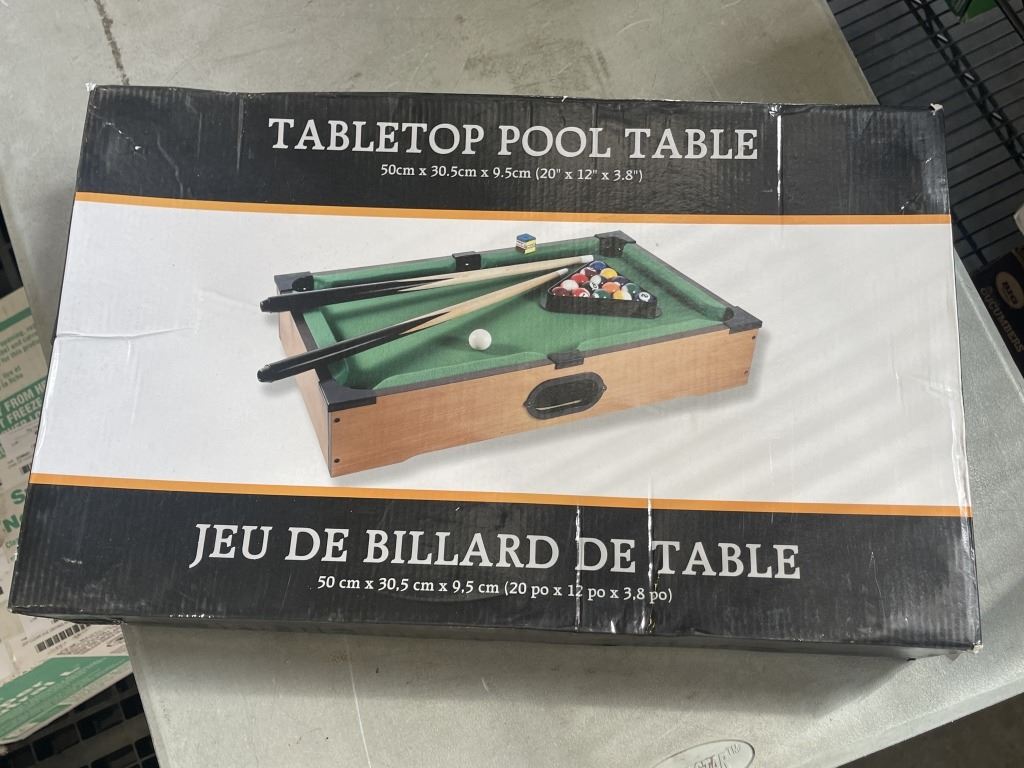 TABLETOP POOL TABLE
50cm x 30.5cm x 9.5cm (20" x 12" x 3.8")
JEU DE BILLARD DE TABLE
50 cm x 30,5 cm x 9,5 cm (20 po x 12 po x 3,8 po)
CUCUMBERS